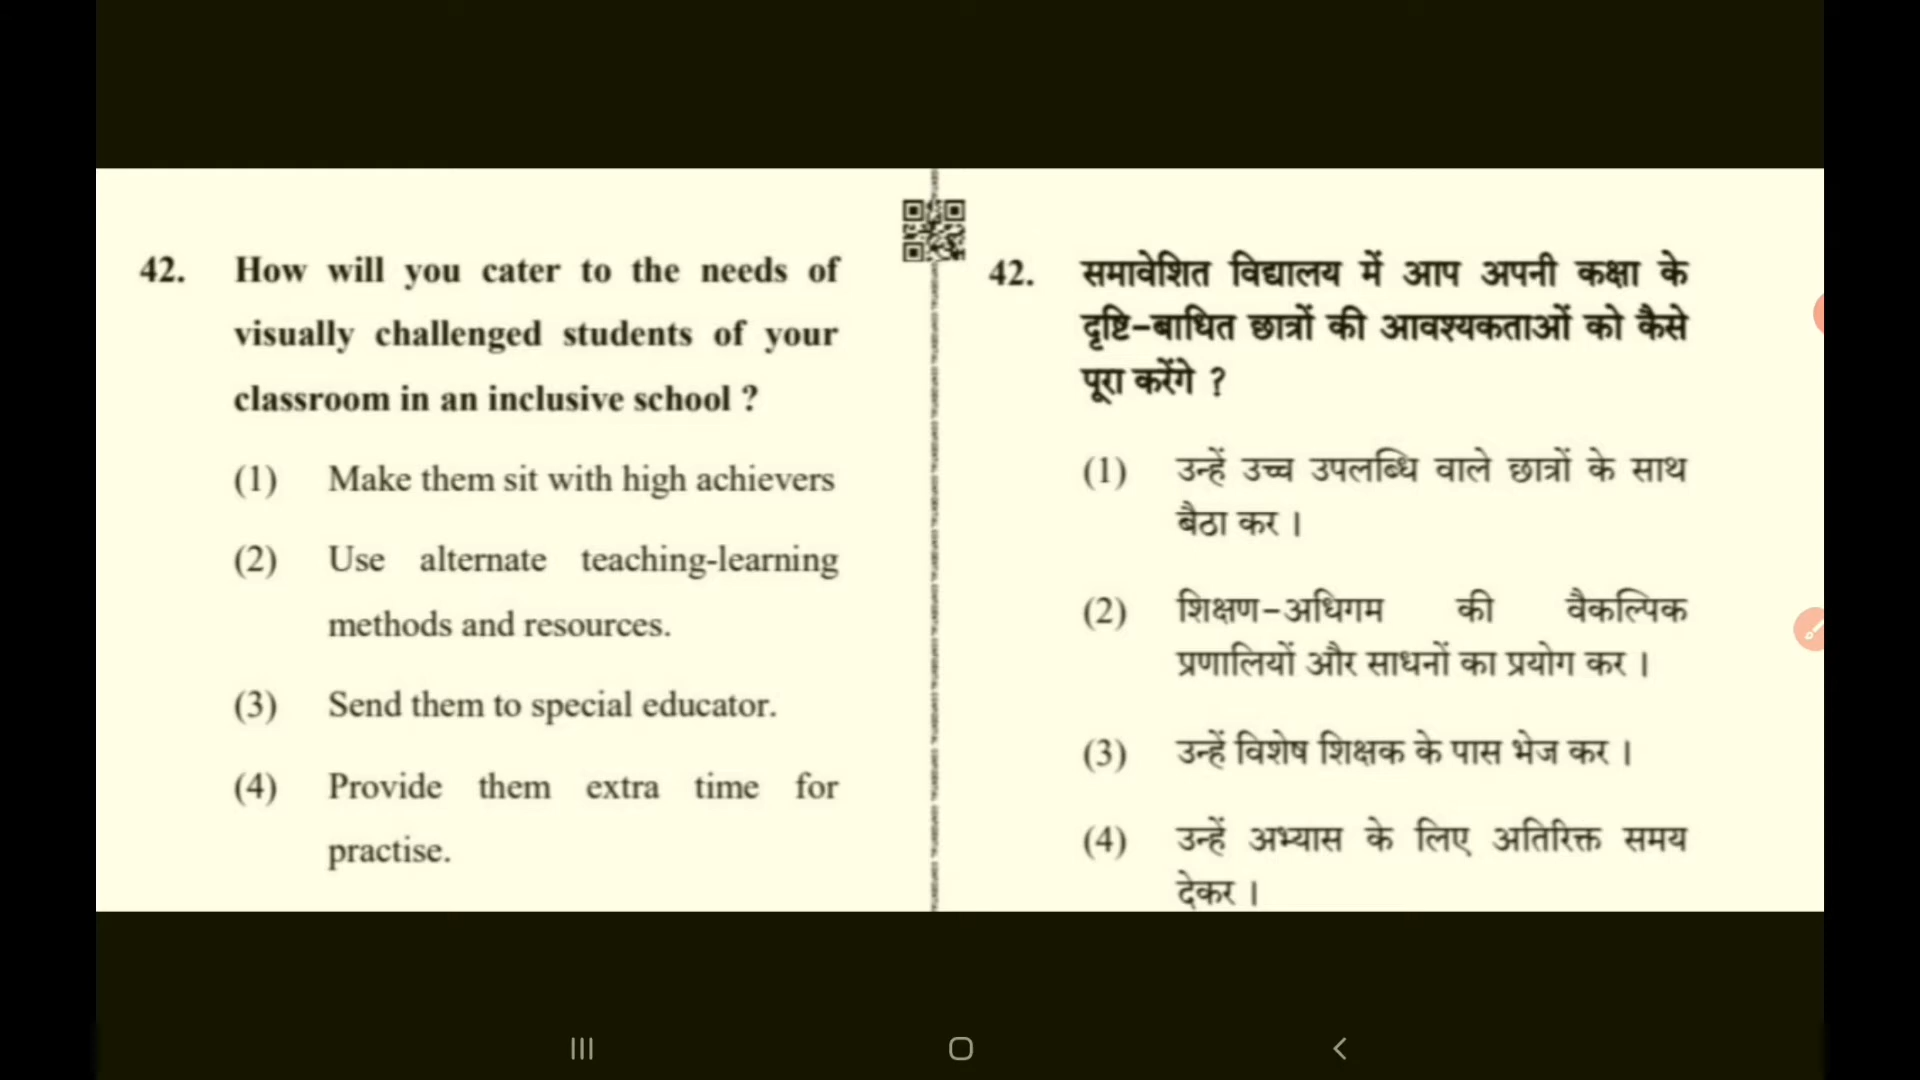 42. How will you cater to the needs of
visually challenged students of your
classroom in an inclusive school ?
(1) Make them sit with high achievers
(2) Use alternate teaching-learning
methods and resources.
(3) Send them to special educator.
(4) Provide them extra time for
practise.
42. समावेशित विद्यालय में आप अपनी कक्षा के
दृष्टि-बाधित छात्रों की आवश्यकताओं को कैसे
पूरा करेंगे ?
(1) उन्हें उच्च उपलब्धि वाले छात्रों के साथ
बैठा कर ।
(2) शिक्षण-अधिगम की वैकल्पिक
प्रणालियों और साधनों का प्रयोग कर ।
(3) उन्हें विशेष शिक्षक के पास भेज कर ।
(4) उन्हें अभ्यास के लिए अतिरिक्त समय
देकर ।